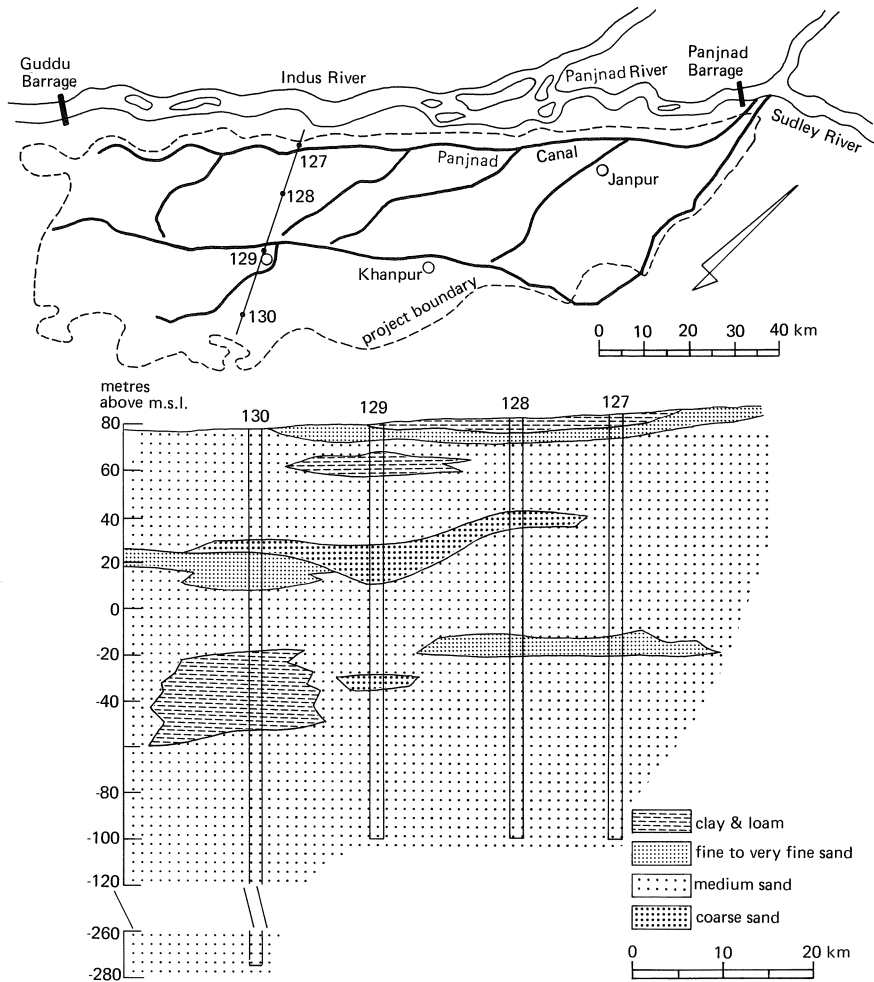 Guddu
Barrage
Indus River
Panjnad River
Panjnad
Barrage
Sudley River
127
Panjnad Canal
Janpur
128
129
Khanpur
130
project boundary
0 10 20 30 40 km
metres
above m.s.l.
130 129 128 127
80
60
40
20
0
-20
-40
-80
-100
-120
-260
-280
clay & loam
fine to very fine sand
medium sand
coarse sand
0 10 20 km